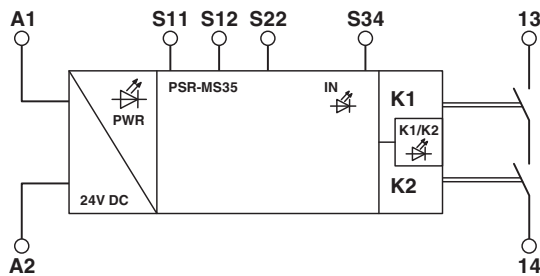 A1 S11 S12 S22 S34 13
PSR-MS35 IN K1
PWR K1/K2
24V DC K2
A2 14